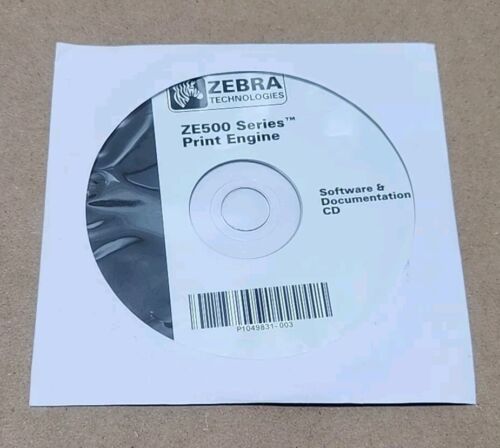 ZEBRA
TECHNOLOGIES
ZE500 Series™
Print Engine
Software &
Documentation
CD
P1049831-003